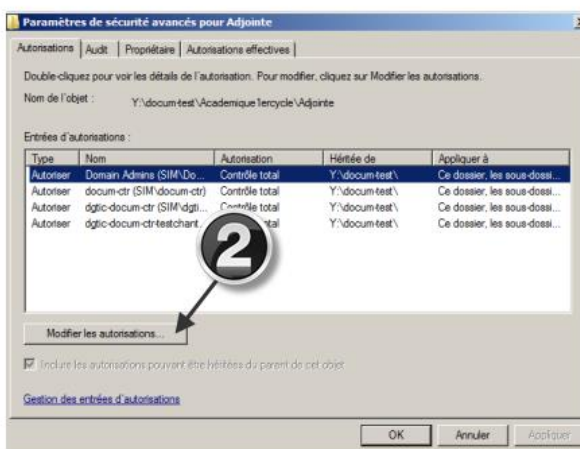 Paramètres de sécurité avancés pour Adjointe
Autorisations Audit Propriétaire Autorisations effectives
Double-cliquez pour voir les détails de l'autorisation. Pour modifier, cliquez sur Modifier les autorisations.
Nom de l'objet : Y:\docum-test\Academique1ercycle\Adjointe
Entrées d'autorisations :
Type Nom Autorisation Héritée de Appliquer à
Autoriser Domain Admins (SIM\Do... Contrôle total Y:\docum-test\ Ce dossier, les sous-dossi...
Autoriser docum-ctr (SIM\docum-ctr) Contrôle total Y:\docum-test\ Ce dossier, les sous-dossi...
Autoriser dgtic-docum-ctr (SIM\dgti... Contrôle total Y:\docum-test\ Ce dossier, les sous-dossi...
Autoriser dgtic-docum-ctr-testchant... total Y:\docum-test\ Ce dossier, les sous-dossi...
2
Modifier les autorisations...
Inclure les autorisations pouvant être héritées du parent de cet objet
Gestion des entrées d'autorisations
OK Annuler Appliquer